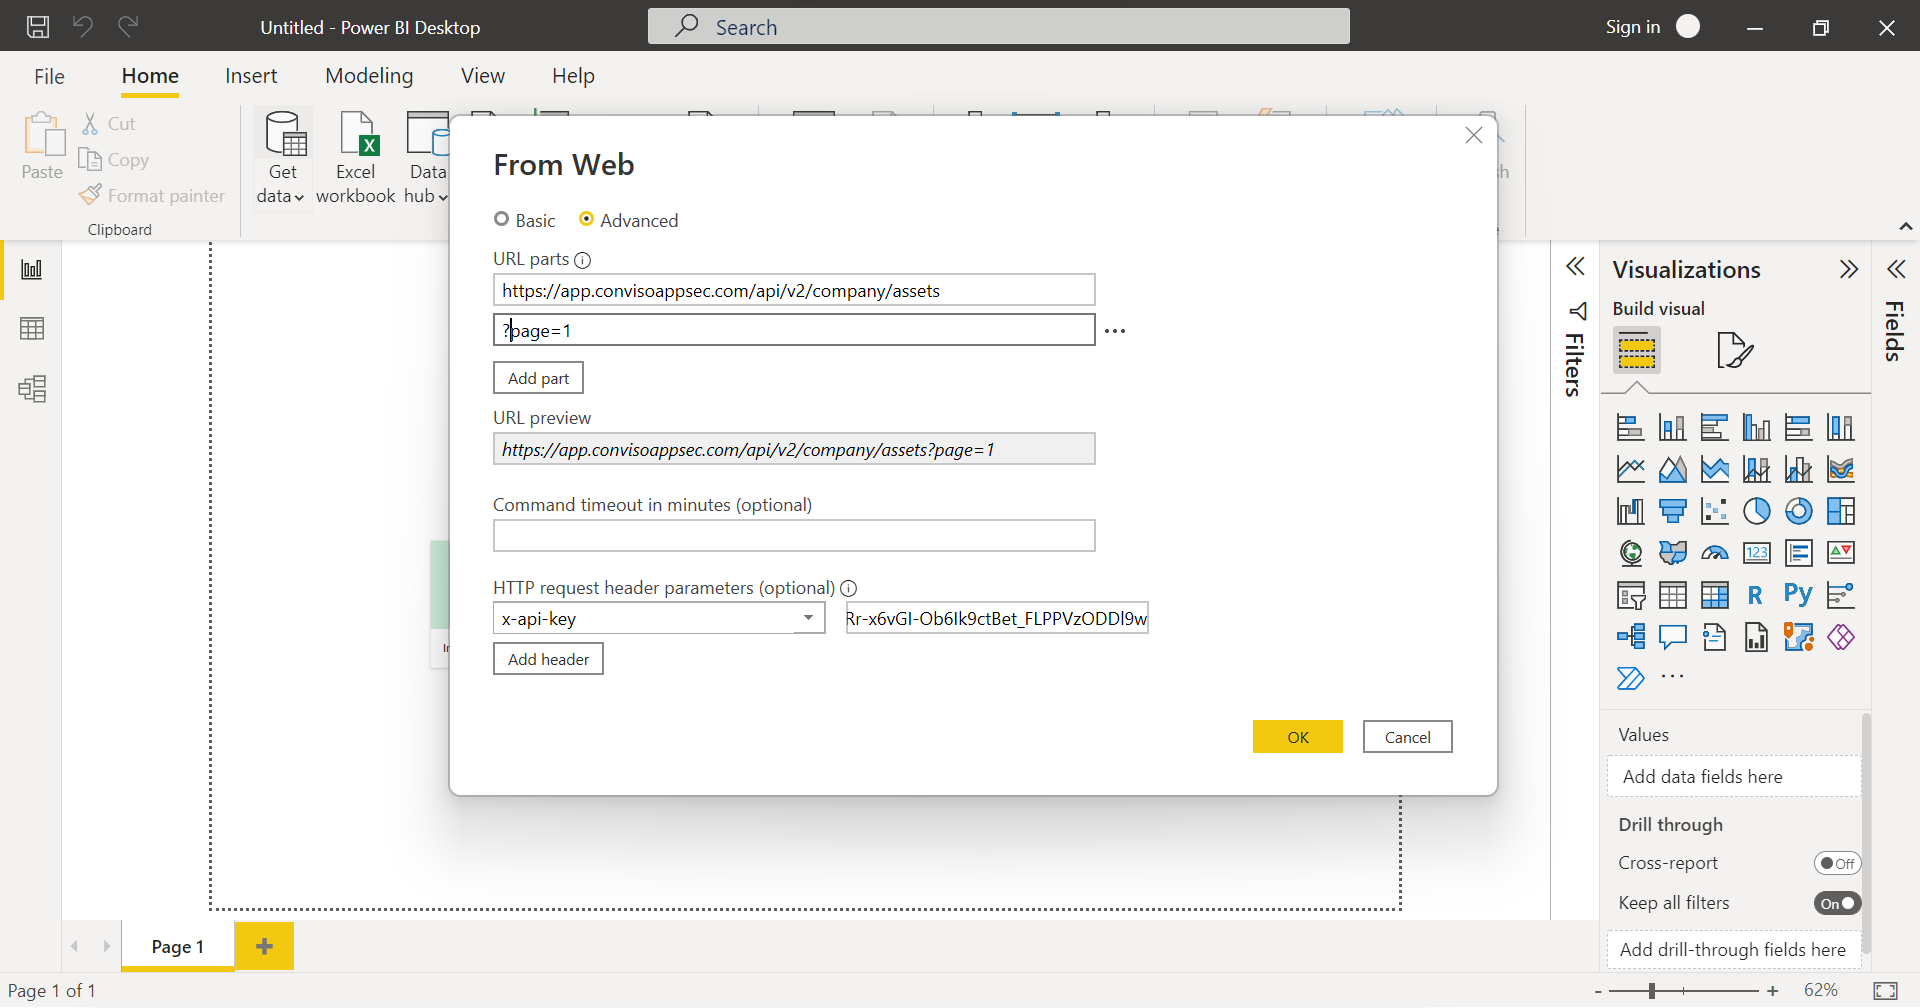 Untitled - Power BI Desktop
Search
Sign in
File Home Insert Modeling View Help
Paste
Cut
Copy
Format painter
Clipboard
Get data
Excel workbook
Data hub
From Web
Basic Advanced
URL parts
https://app.convisoappsec.com/api/v2/company/assets
?page=1
Add part
URL preview
https://app.convisoappsec.com/api/v2/company/assets?page=1
Command timeout in minutes (optional)
HTTP request header parameters (optional)
x-api-key
Add header
OK Cancel
Filters
Visualizations
Build visual
Fields
123
R Py
Values
Add data fields here
Drill through
Cross-report
Off
Keep all filters
On
Add drill-through fields here
Page 1
Page 1 of 1
62%